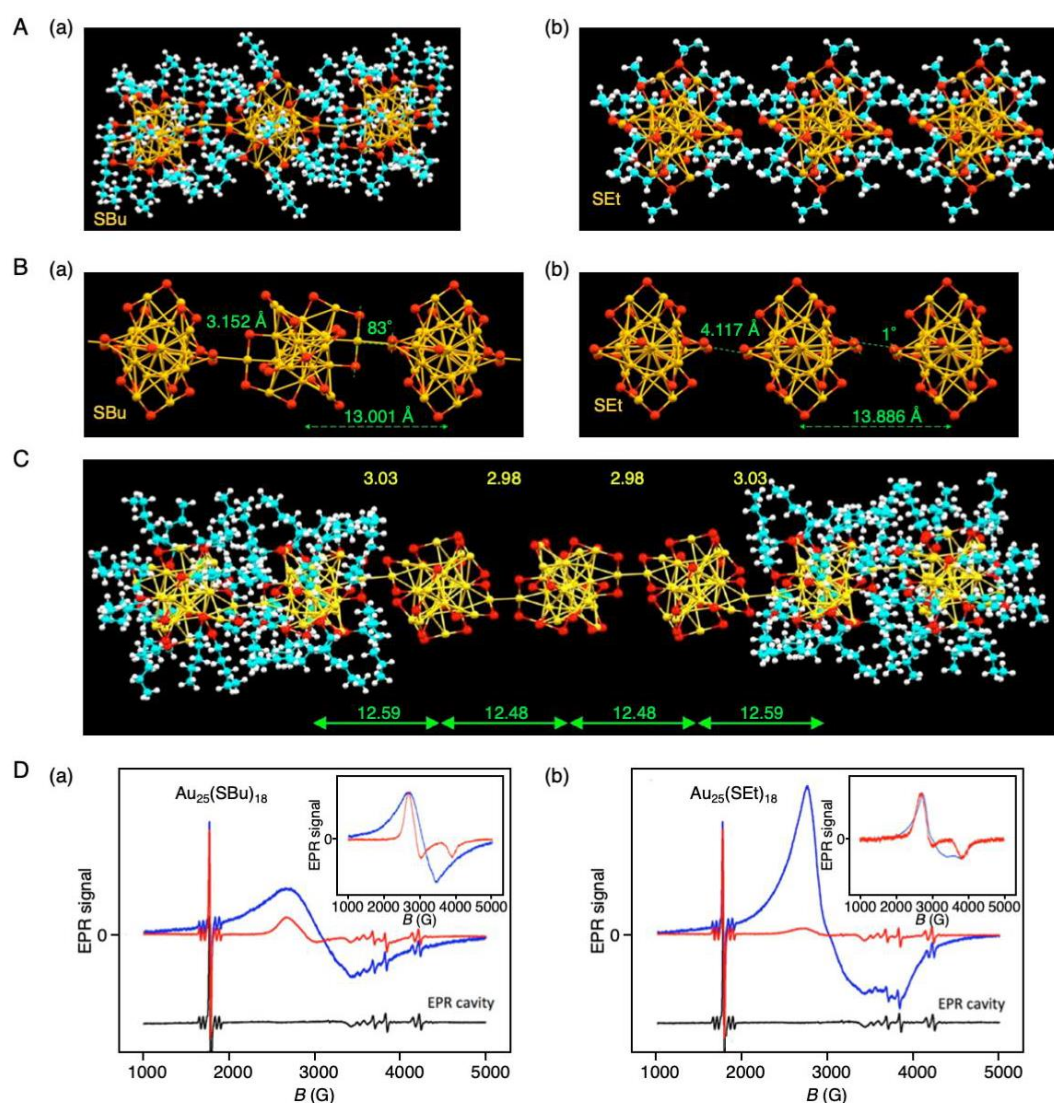 A (a) (b)
SBu SEt
B (a) (b)
3.152 Å 83° 4.117 Å 1°
SBu 13.001 Å SEt 13.886 Å
C
3.03 2.98 2.98 3.03
12.59 12.48 12.48 12.59
D (a)
Au₂₅(SBu)₁₈
EPR signal
0
EPR signal
0
1000 2000 3000 4000 5000
B (G)
EPR cavity
1000 2000 3000 4000 5000
B (G)
(b)
Au₂₅(SEt)₁₈
EPR signal
0
EPR signal
0
1000 2000 3000 4000 5000
B (G)
EPR cavity
1000 2000 3000 4000 5000
B (G)